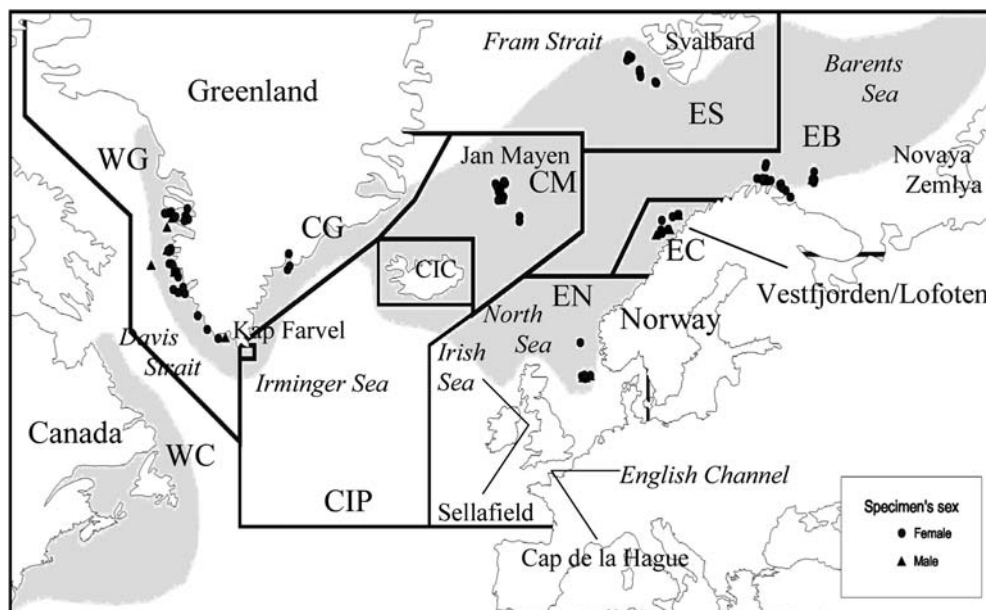 Fram Strait
Svalbard
Barents
Sea
Greenland
ES
EB
WG
Jan Mayen
CM
Novaya
Zemlya
CG
CIC
EC
Vestfjorden/Lofoten
EN
North
Sea
Norway
Kap Farvel
Davis
Strait
Irminger Sea
Irish
Sea
Canada
WC
CIP
English Channel
Sellafield
Cap de la Hague
Specimen's sex
Female
Male